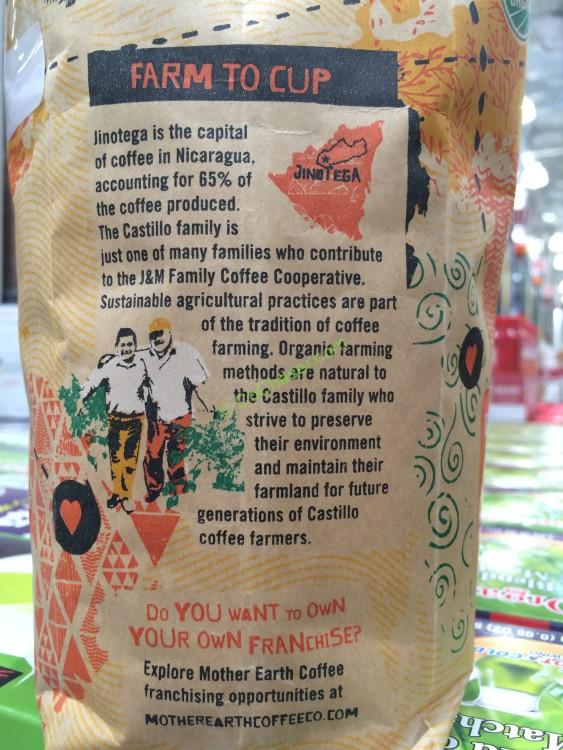 FARM TO CUP
Jinotega is the capital
of coffee in Nicaragua,
accounting for 65% of
the coffee produced.
The Castillo family is
just one of many families who contribute
to the J&M Family Coffee Cooperative.
Sustainable agricultural practices are part
of the tradition of coffee
farming. Organic farming
methods are natural to
the Castillo family who
strive to preserve
their environment
and maintain their
farmland for future
generations of Castillo
coffee farmers.
JINOTEGA
DO YOU WANT TO OWN
YOUR OWN FRANCHISE?
Explore Mother Earth Coffee
franchising opportunities at
MOTHEREARTHCOFFEECO.COM